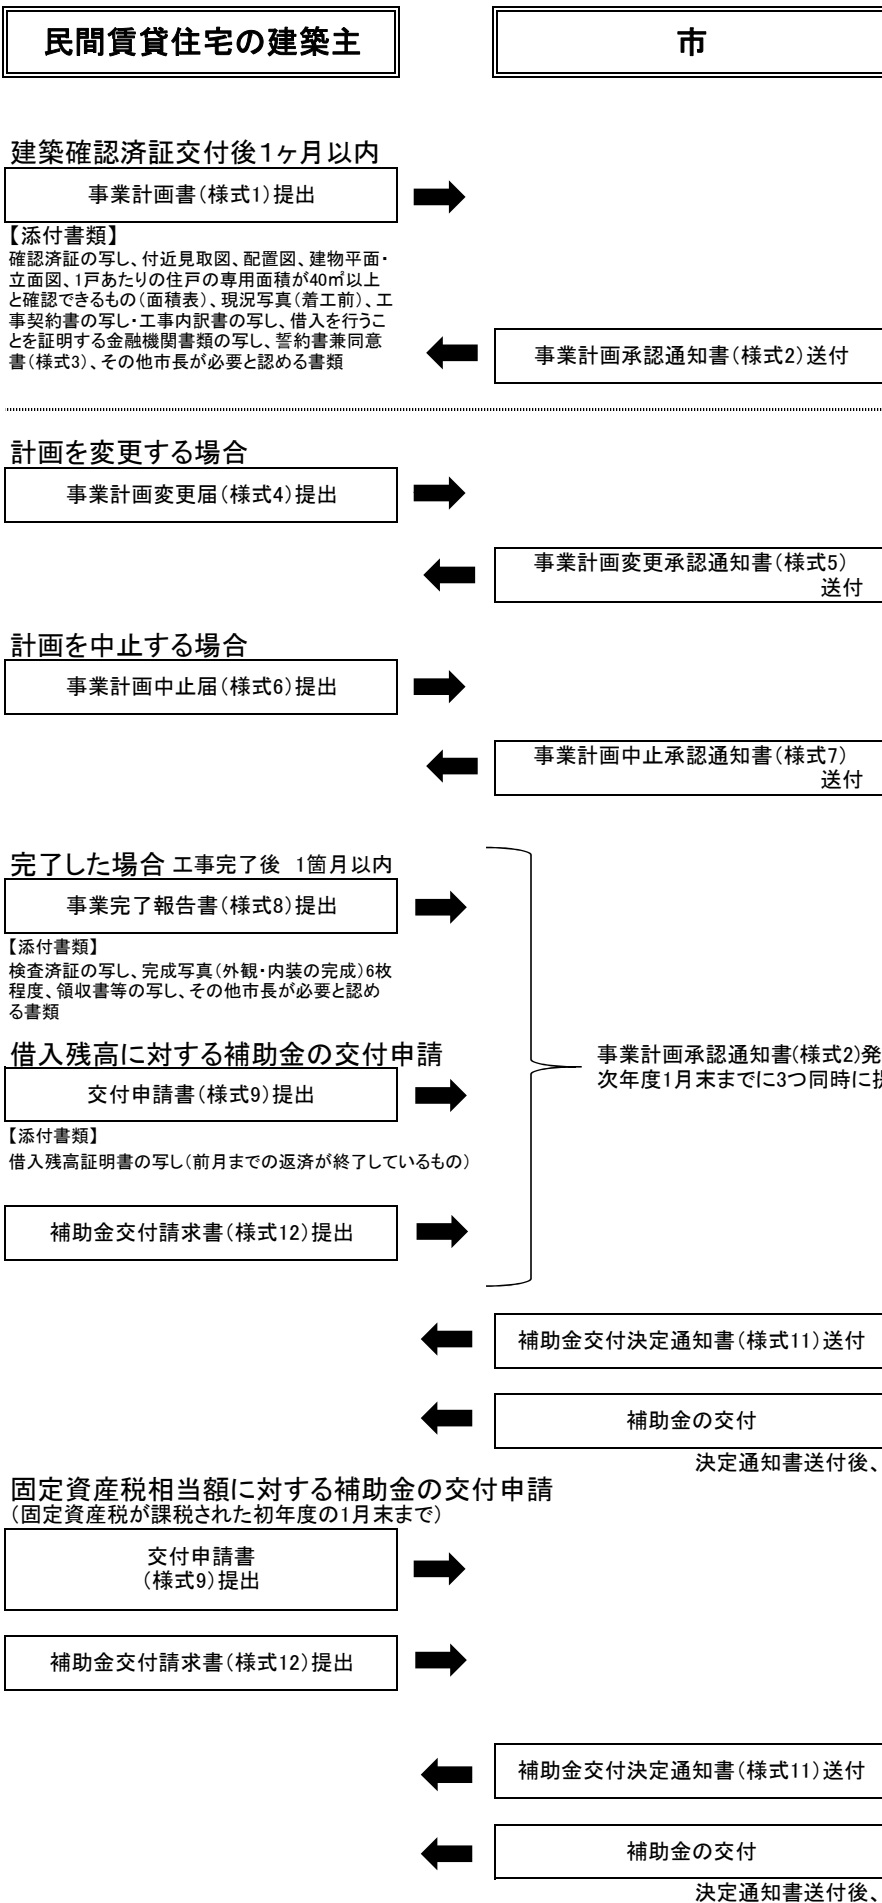 民間賃貸住宅の建築主
市
建築確認済証交付後1ヶ月以内
事業計画書(様式1)提出
【添付書類】
確認済証の写し、付近見取図、配置図、建物平面・
立面図、1戸あたりの住戸の専用面積が40㎡以上
と確認できるもの(面積表)、現況写真(着工前)、工
事契約書の写し・工事内訳書の写し、借入を行うこ
とを証明する金融機関書類の写し、誓約書兼同意
書(様式3)、その他市長が必要と認める書類
事業計画承認通知書(様式2)送付
計画を変更する場合
事業計画変更届(様式4)提出
事業計画変更承認通知書(様式5)
送付
計画を中止する場合
事業計画中止届(様式6)提出
事業計画中止承認通知書(様式7)
送付
完了した場合 工事完了後 1箇月以内
事業完了報告書(様式8)提出
【添付書類】
検査済証の写し、完成写真(外観・内装の完成)6枚
程度、領収書等の写し、その他市長が必要と認め
る書類
借入残高に対する補助金の交付申請
交付申請書(様式9)提出
【添付書類】
借入残高証明書の写し(前月までの返済が終了しているもの)
補助金交付請求書(様式12)提出
事業計画承認通知書(様式2)発
次年度1月末までに3つ同時に
補助金交付決定通知書(様式11)送付
補助金の交付
決定通知書送付後、
固定資産税相当額に対する補助金の交付申請
(固定資産税が課税された初年度の1月末まで)
交付申請書
(様式9)提出
補助金交付請求書(様式12)提出
補助金交付決定通知書(様式11)送付
補助金の交付
決定通知書送付後、